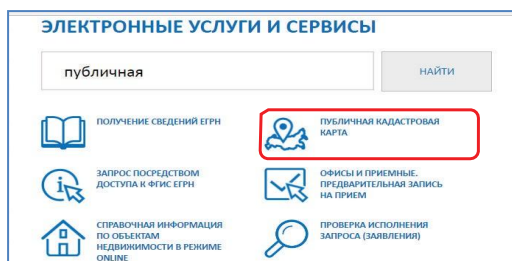 ЭЛЕКТРОННЫЕ УСЛУГИ И СЕРВИСЫ
публичная
НАЙТИ
ПОЛУЧЕНИЕ СВЕДЕНИЙ ЕГРН
ПУБЛИЧНАЯ КАДАСТРОВАЯ
КАРТА
ЗАПРОС ПОСРЕДСТВОМ
ДОСТУПА К ФГИС ЕГРН
ОФИСЫ И ПРИЕМНЫЕ.
ПРЕДВАРИТЕЛЬНАЯ ЗАПИСЬ
НА ПРИЕМ
СПРАВОЧНАЯ ИНФОРМАЦИЯ
ПО ОБЪЕКТАМ
НЕДВИЖИМОСТИ В РЕЖИМЕ
ONLINE
ПРОВЕРКА ИСПОЛНЕНИЯ
ЗАПРОСА (ЗАЯВЛЕНИЯ)